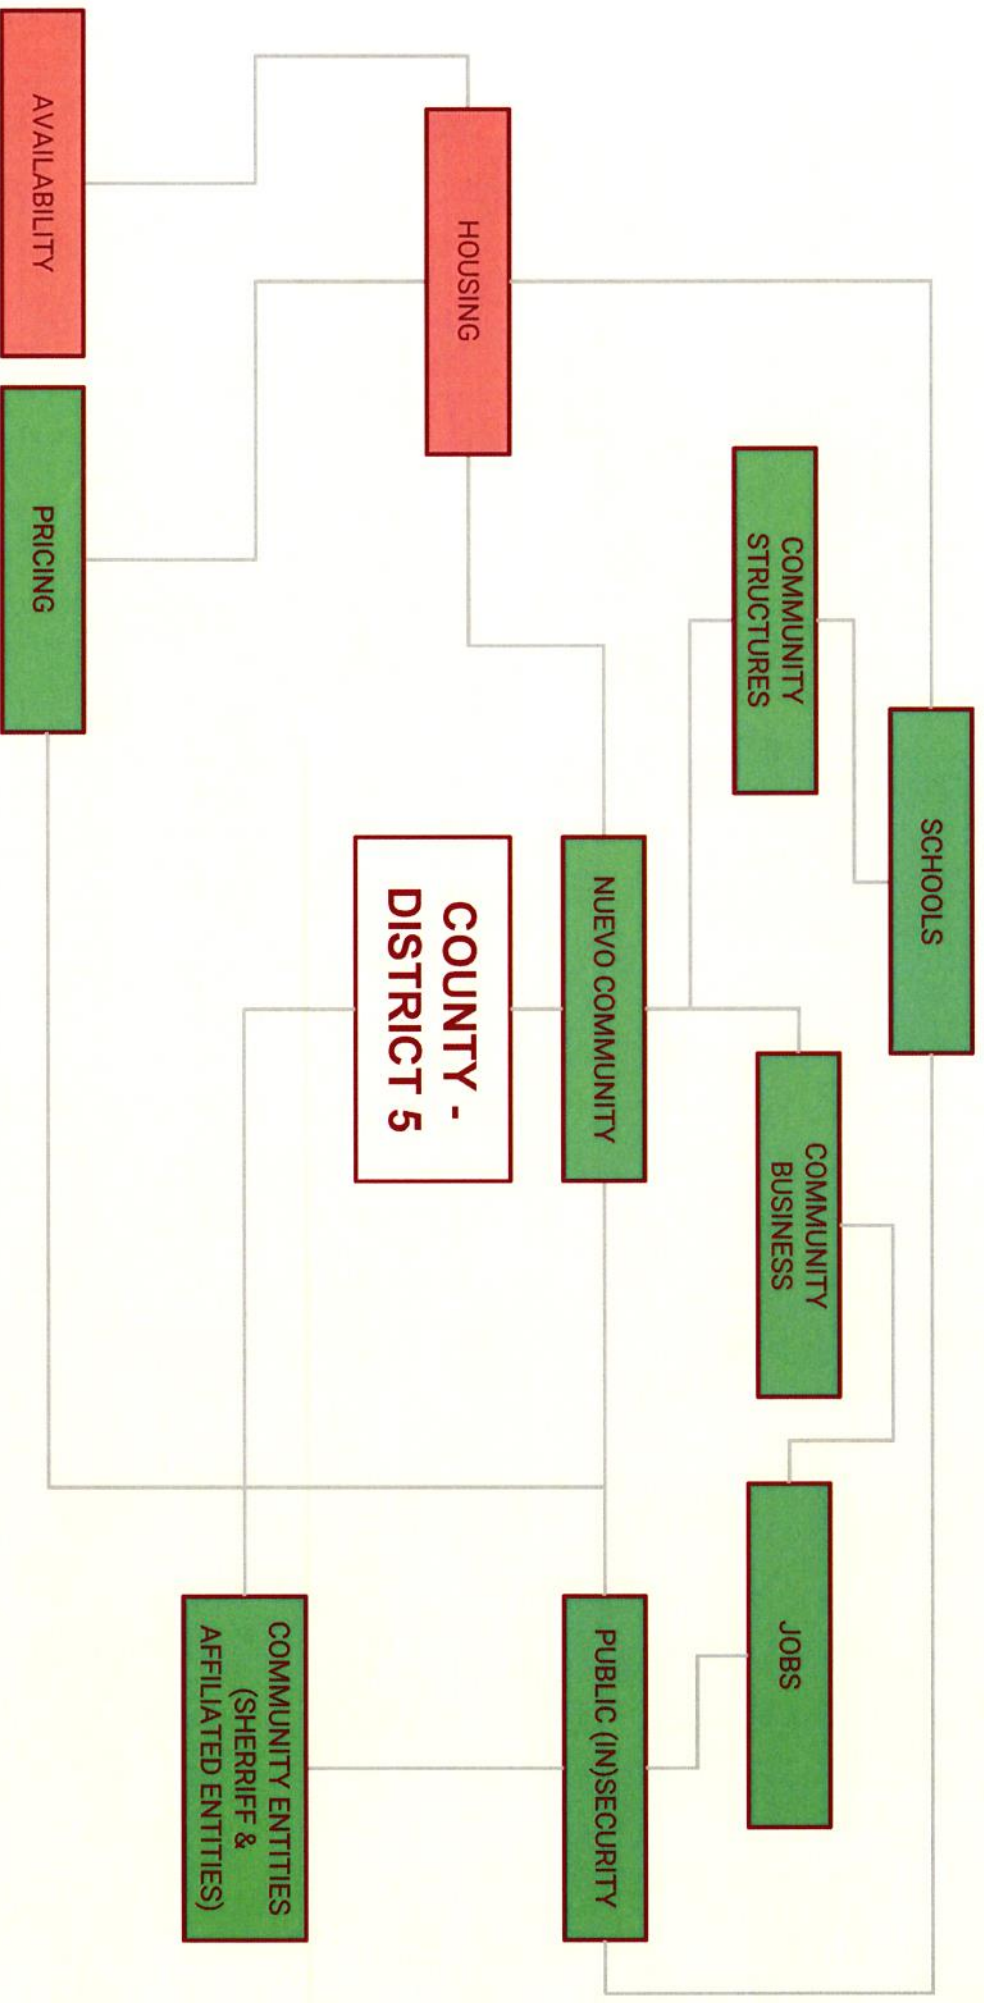 SCHOOLS
COMMUNITY
STRUCTURES
COMMUNITY
BUSINESS
JOBS
NUEVO COMMUNITY
PUBLIC (IN)SECURITY
HOUSING
COUNTY -
DISTRICT 5
COMMUNITY ENTITIES
(SHERRIFF &
AFFILIATED ENTITIES)
AVAILABILITY
PRICING